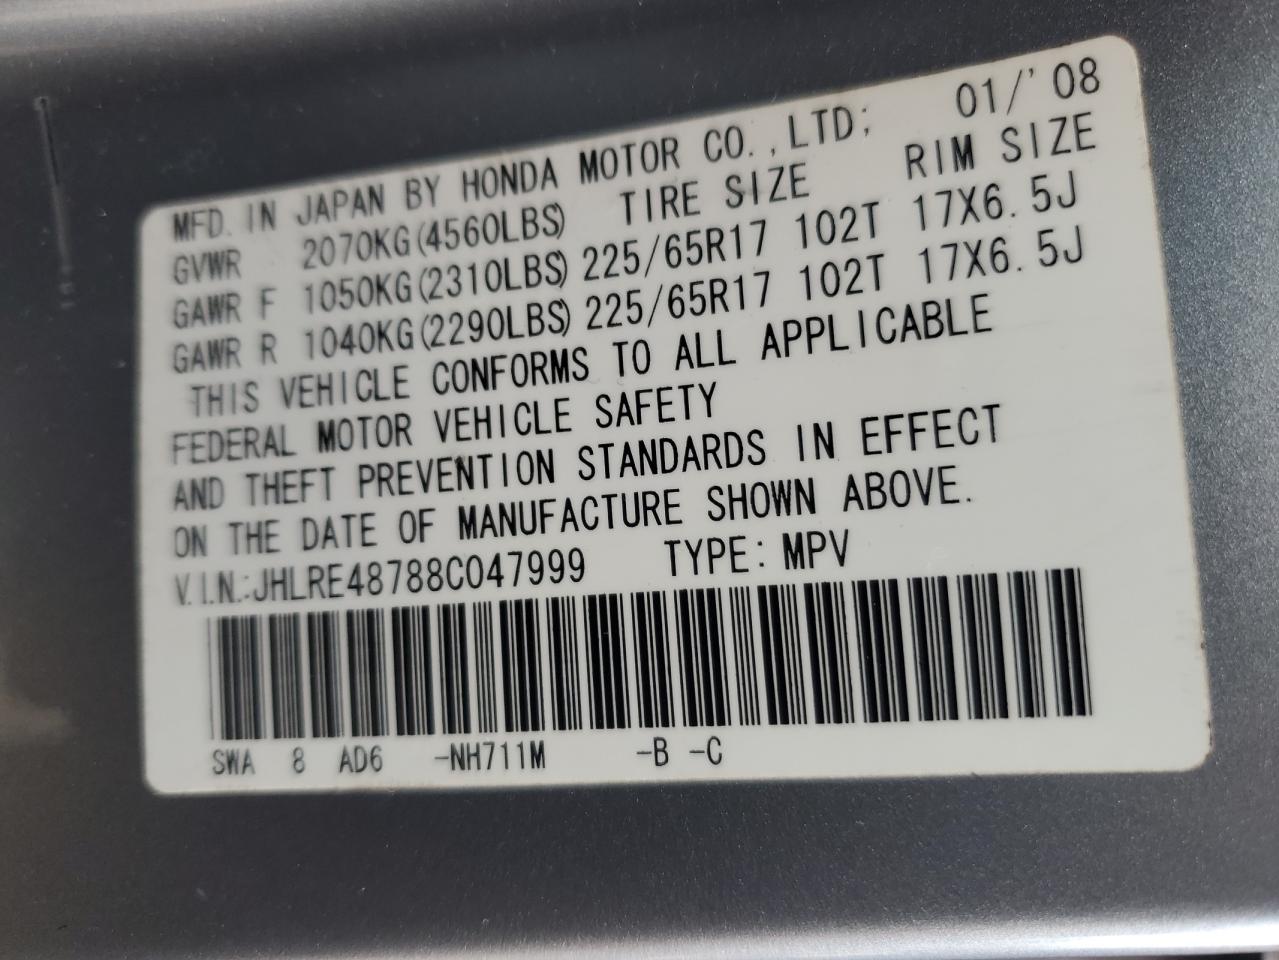 MFD. IN JAPAN BY HONDA MOTOR CO.,LTD; 01/'08
GVWR 2070KG(4560LBS) TIRE SIZE RIM SIZE
GAWR F 1050KG(2310LBS) 225/65R17 102T 17X6.5J
GAWR R 1040KG(2290LBS) 225/65R17 102T 17X6.5J
THIS VEHICLE CONFORMS TO ALL APPLICABLE
FEDERAL MOTOR VEHICLE SAFETY
AND THEFT PREVENTION STANDARDS IN EFFECT
ON THE DATE OF MANUFACTURE SHOWN ABOVE.
V.I.N.:JHLRE48788C047999 TYPE: MPV
SWA 8 AD6 -NH711M -B -C